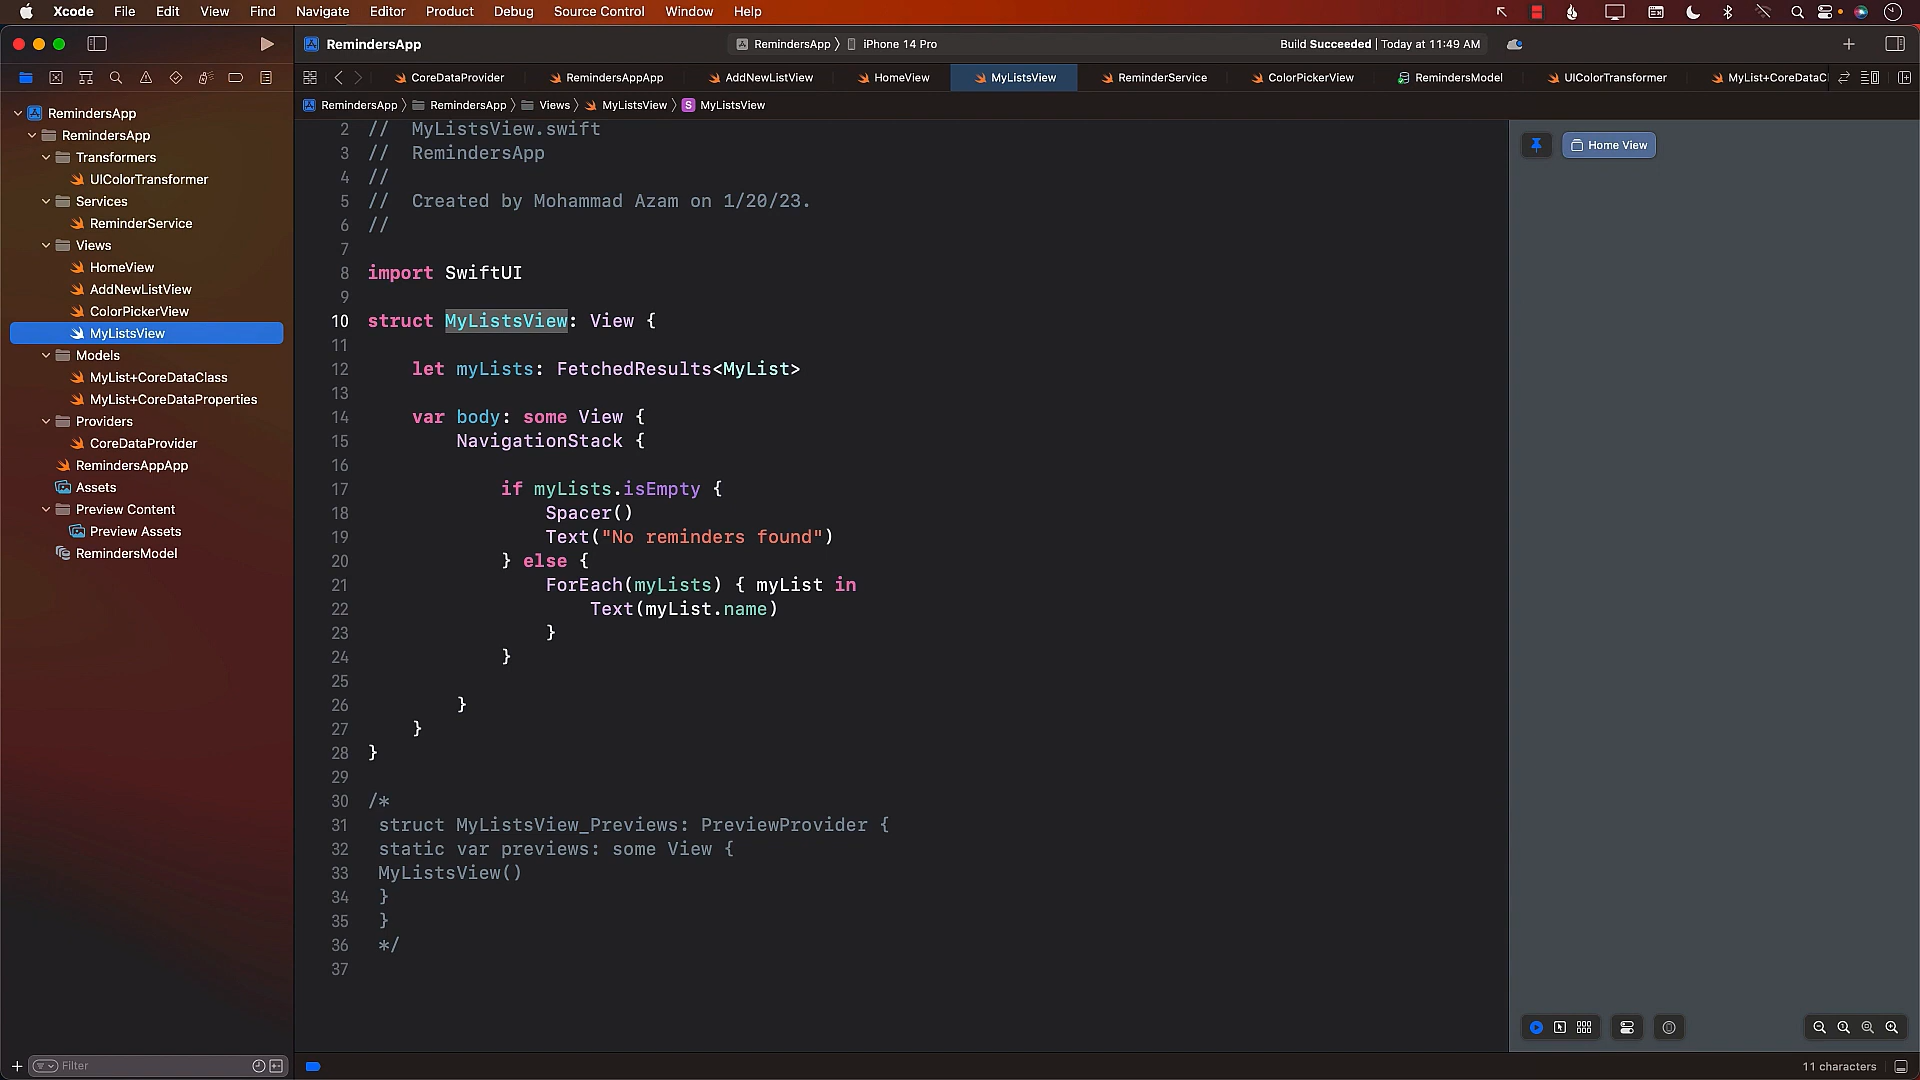 Xcode File Edit View Find Navigate Editor Product Debug Source Control Window Help
RemindersApp
RemindersApp
iPhone 14 Pro
Build Succeeded | Today at 11:49 AM
CoreDataProvider
RemindersAppApp
AddNewListView
HomeView
MyListsView
ReminderService
ColorPickerView
RemindersModel
UIColorTransformer
MyList+CoreDataC
RemindersApp
RemindersApp
Views
MyListsView
S
MyListsView
RemindersApp
RemindersApp
Transformers
UIColorTransformer
Services
ReminderService
Views
HomeView
AddNewListView
ColorPickerView
MyListsView
Models
MyList+CoreDataClass
MyList+CoreDataProperties
Providers
CoreDataProvider
RemindersAppApp
Assets
Preview Content
Preview Assets
RemindersModel
Filter
2 // MyListsView.swift
3 // RemindersApp
4 //
5 // Created by Mohammad Azam on 1/20/23.
6 //
7
8 import SwiftUI
9
10 struct MyListsView: View {
11
12 let myLists: FetchedResults<MyList>
13
14 var body: some View {
15 NavigationStack {
16
17 if myLists.isEmpty {
18 Spacer()
19 Text("No reminders found")
20 } else {
21 ForEach(myLists) { myList in
22 Text(myList.name)
23 }
24 }
25
26 }
27 }
28 }
29
30 /*
31 struct MyListsView_Previews: PreviewProvider {
32 static var previews: some View {
33 MyListsView()
34 }
35 }
36 */
37
Home View
11 characters